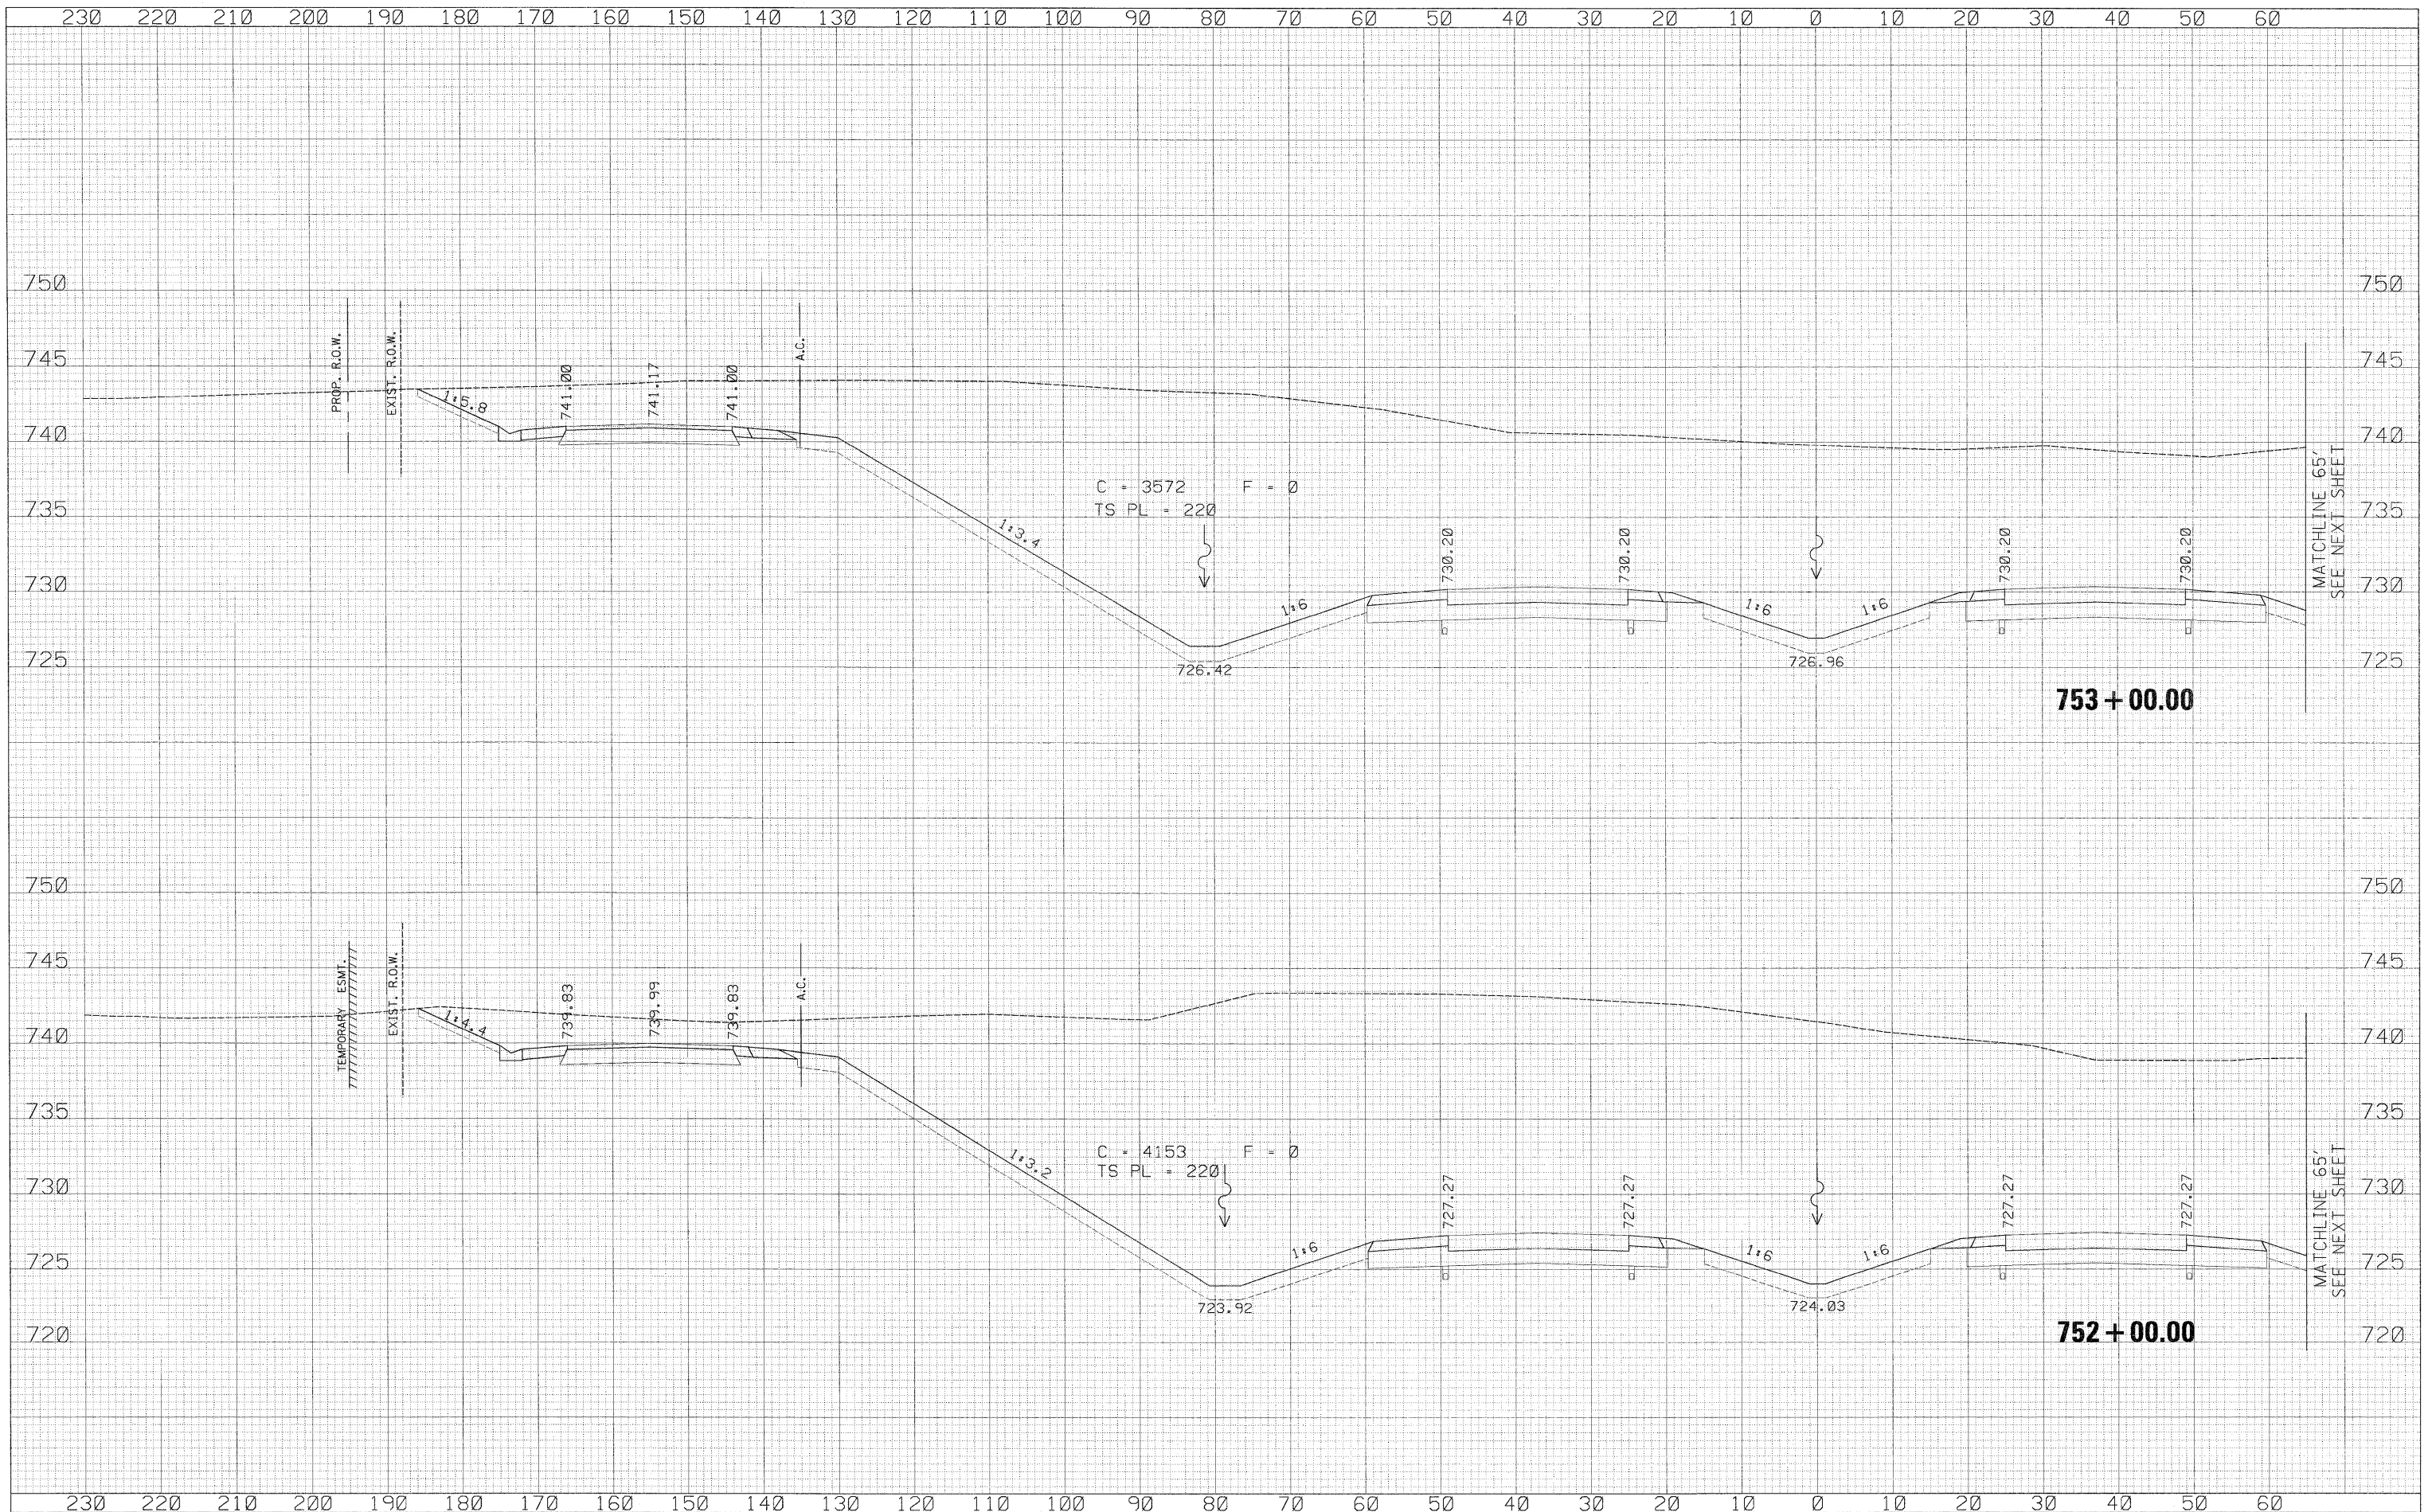 230 220 210 200 190 180 170 160 150 140 130 120 110 100 90 80 70 60 50 40 30 20 10 0 10 20 30 40 50 60
750 750
745 745
740 740
735 735
730 730
725 725
PROP. R.O.W.
EXIST. R.O.W.
1:5.8
741.00
741.17
741.00
A.C.
1:3.4
C = 3572 F = 0
TS PL = 220
726.42
1:6
730.20
730.20
1:6
726.96
1:6
730.20
730.20
MATCHLINE 65'
SEE NEXT SHEET
753+00.00
750 750
745 745
740 740
735 735
730 730
725 725
720 720
TEMPORARY ESMT.
EXIST. R.O.W.
1:4.4
739.83
739.99
739.83
A.C.
1:3.2
C = 4153 F = 0
TS PL = 220
723.92
1:6
727.27
727.27
1:6
724.03
1:6
727.27
727.27
MATCHLINE 65'
SEE NEXT SHEET
752+00.00
230 220 210 200 190 180 170 160 150 140 130 120 110 100 90 80 70 60 50 40 30 20 10 0 10 20 30 40 50 60